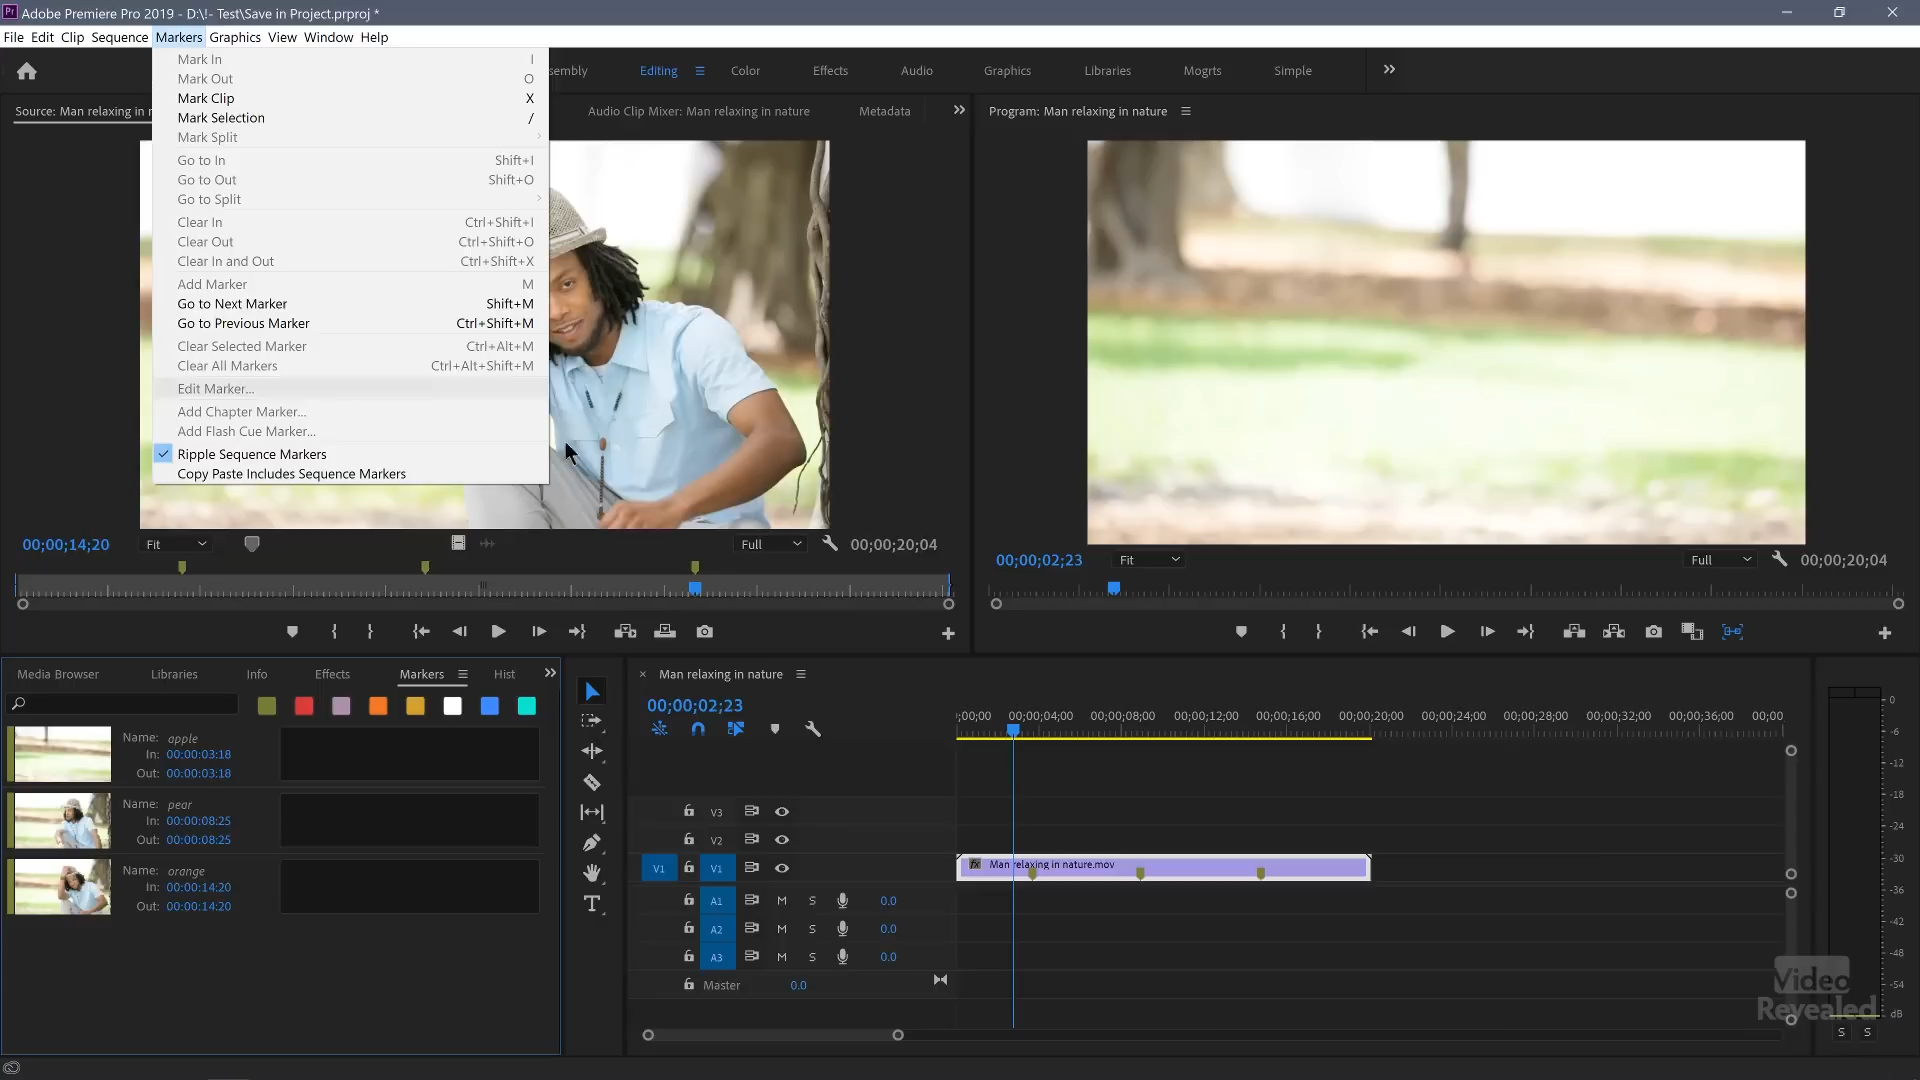 Pr Adobe Premiere Pro 2019 - D:\!- Test\Save in Project.prproj *
File Edit Clip Sequence Markers Graphics View Window Help
Mark In I
Mark Out O
Mark Clip X
Mark Selection /
Mark Split
Go to In Shift+I
Go to Out Shift+O
Go to Split
Clear In Ctrl+Shift+I
Clear Out Ctrl+Shift+O
Clear In and Out Ctrl+Shift+X
Add Marker M
Go to Next Marker Shift+M
Go to Previous Marker Ctrl+Shift+M
Clear Selected Marker Ctrl+Alt+M
Clear All Markers Ctrl+Alt+Shift+M
Edit Marker...
Add Chapter Marker...
Add Flash Cue Marker...
Ripple Sequence Markers
Copy Paste Includes Sequence Markers
sembly Editing Color Effects Audio Graphics Libraries Mogrts Simple
Source: Man relaxing in n Audio Clip Mixer: Man relaxing in nature Metadata
Program: Man relaxing in nature
00;00;14;20 Fit Full 00;00;20;04
00;00;02;23 Fit Full 00;00;20;04
Media Browser Libraries Info Effects Markers Hist
Name: apple
In: 00:00:03:18
Out: 00:00:03:18
Name: pear
In: 00:00:08:25
Out: 00:00:08:25
Name: orange
In: 00:00:14:20
Out: 00:00:14:20
Man relaxing in nature
00;00;02;23
;00;00 00;00;04;00 00;00;08;00 00;00;12;00 00;00;16;00 00;00;20;00 00;00;24;00 00;00;28;00 00;00;32;00 00;00;36;00 00;00
V3
V2
V1 V1 fx Man relaxing in nature.mov
A1 M S 0.0
A2 M S 0.0
A3 M S 0.0
Master 0.0
0
-6
-12
-18
-24
-30
-36
-42
-48
-54
dB
S S
Video
Revealed